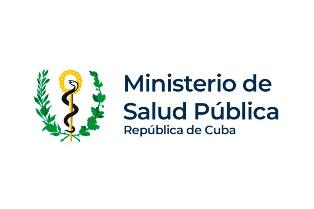 Ministerio de
Salud Pública
República de Cuba